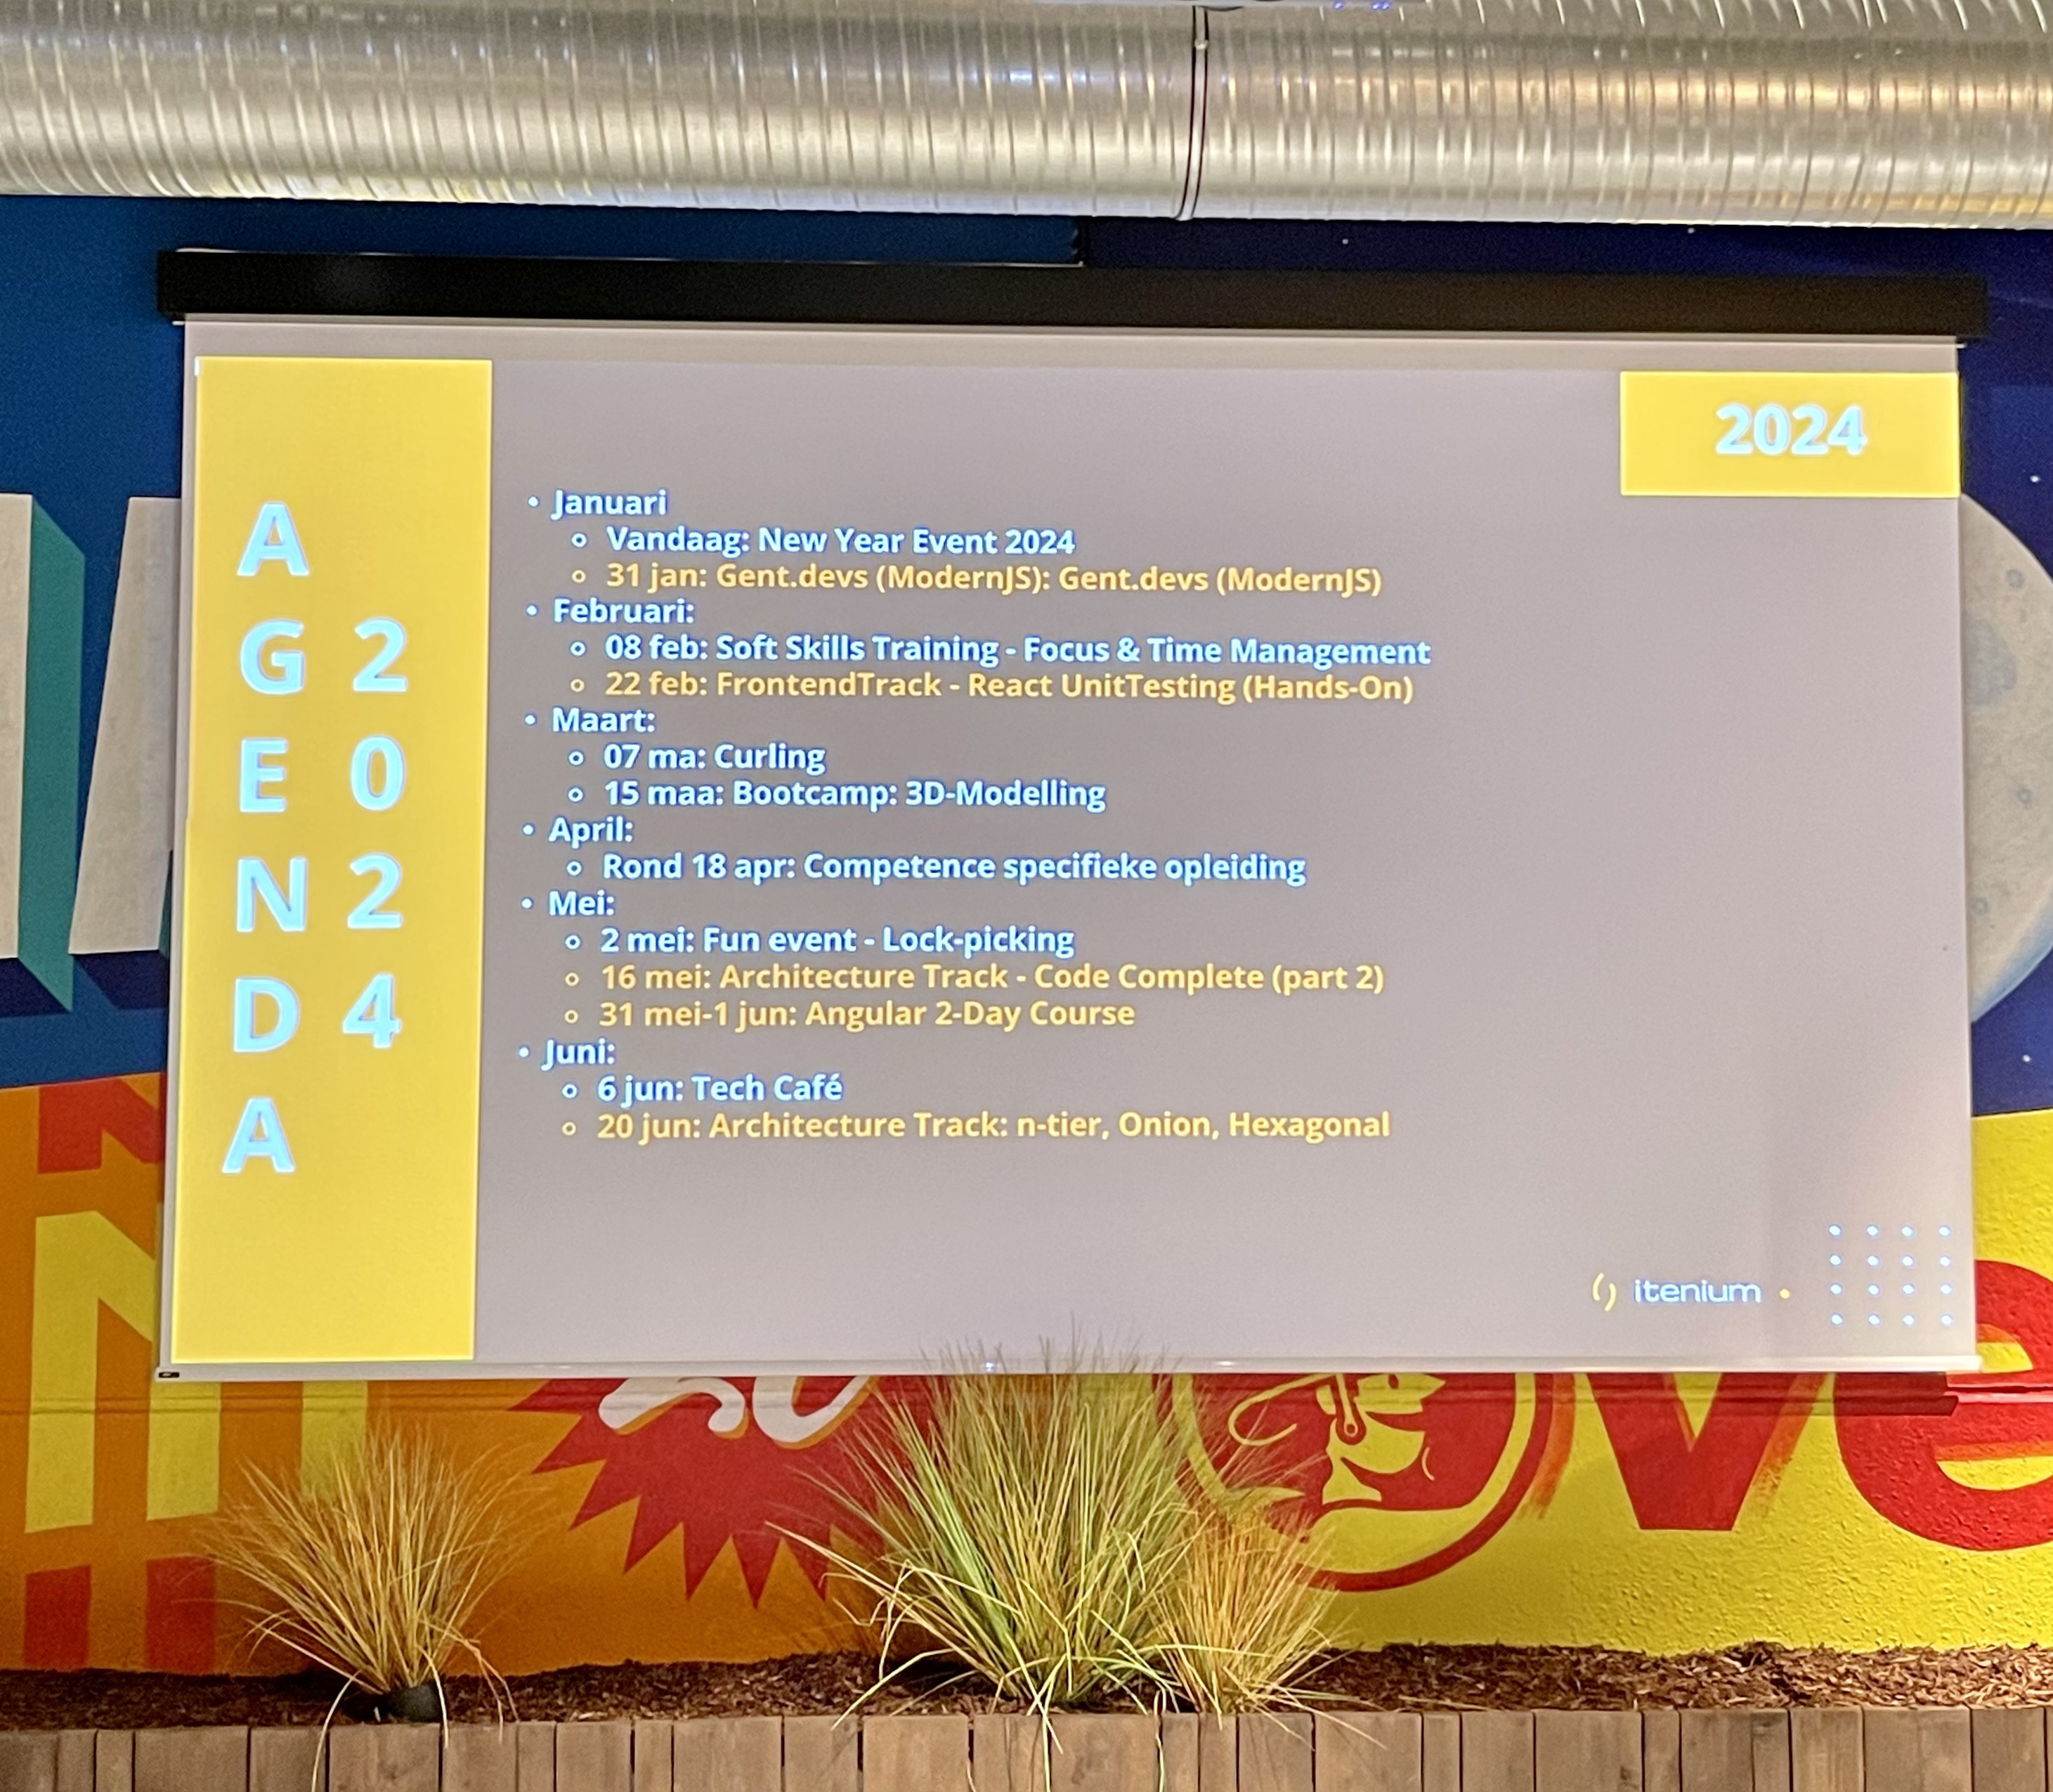 AGENDA
2024
2024
• Januari
◦ Vandaag: New Year Event 2024
◦ 31 jan: Gent.devs (ModernJS): Gent.devs (ModernJS)
• Februari:
◦ 08 feb: Soft Skills Training - Focus & Time Management
◦ 22 feb: FrontendTrack - React UnitTesting (Hands-On)
• Maart:
◦ 07 ma: Curling
◦ 15 maa: Bootcamp: 3D-Modelling
• April:
◦ Rond 18 apr: Competence specifieke opleiding
• Mei:
◦ 2 mei: Fun event - Lock-picking
◦ 16 mei: Architecture Track - Code Complete (part 2)
◦ 31 mei-1 jun: Angular 2-Day Course
• Juni:
◦ 6 jun: Tech Café
◦ 20 jun: Architecture Track: n-tier, Onion, Hexagonal
itenium